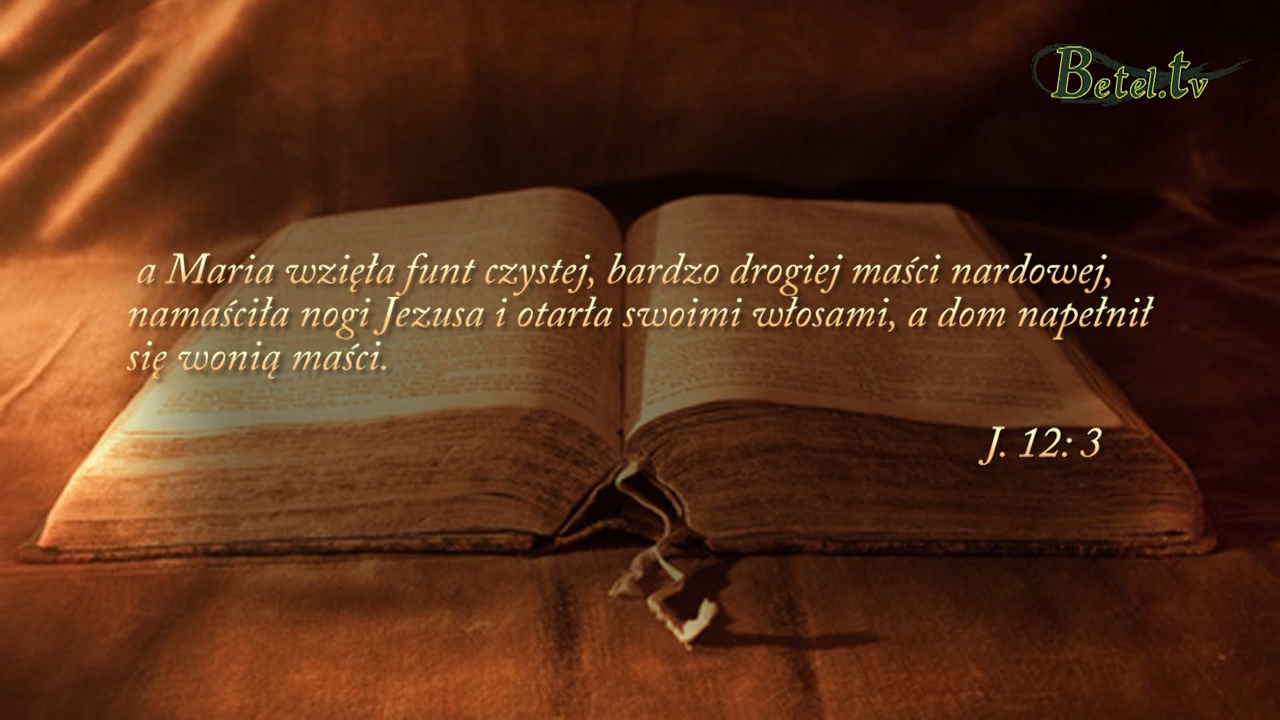 Betel.tv
a Maria wzięła funt czystej, bardzo drogiej maści nardowej,
namaściła nogi Jezusa i otarła swoimi włosami, a dom napełnił
się wonią maści.
J. 12: 3